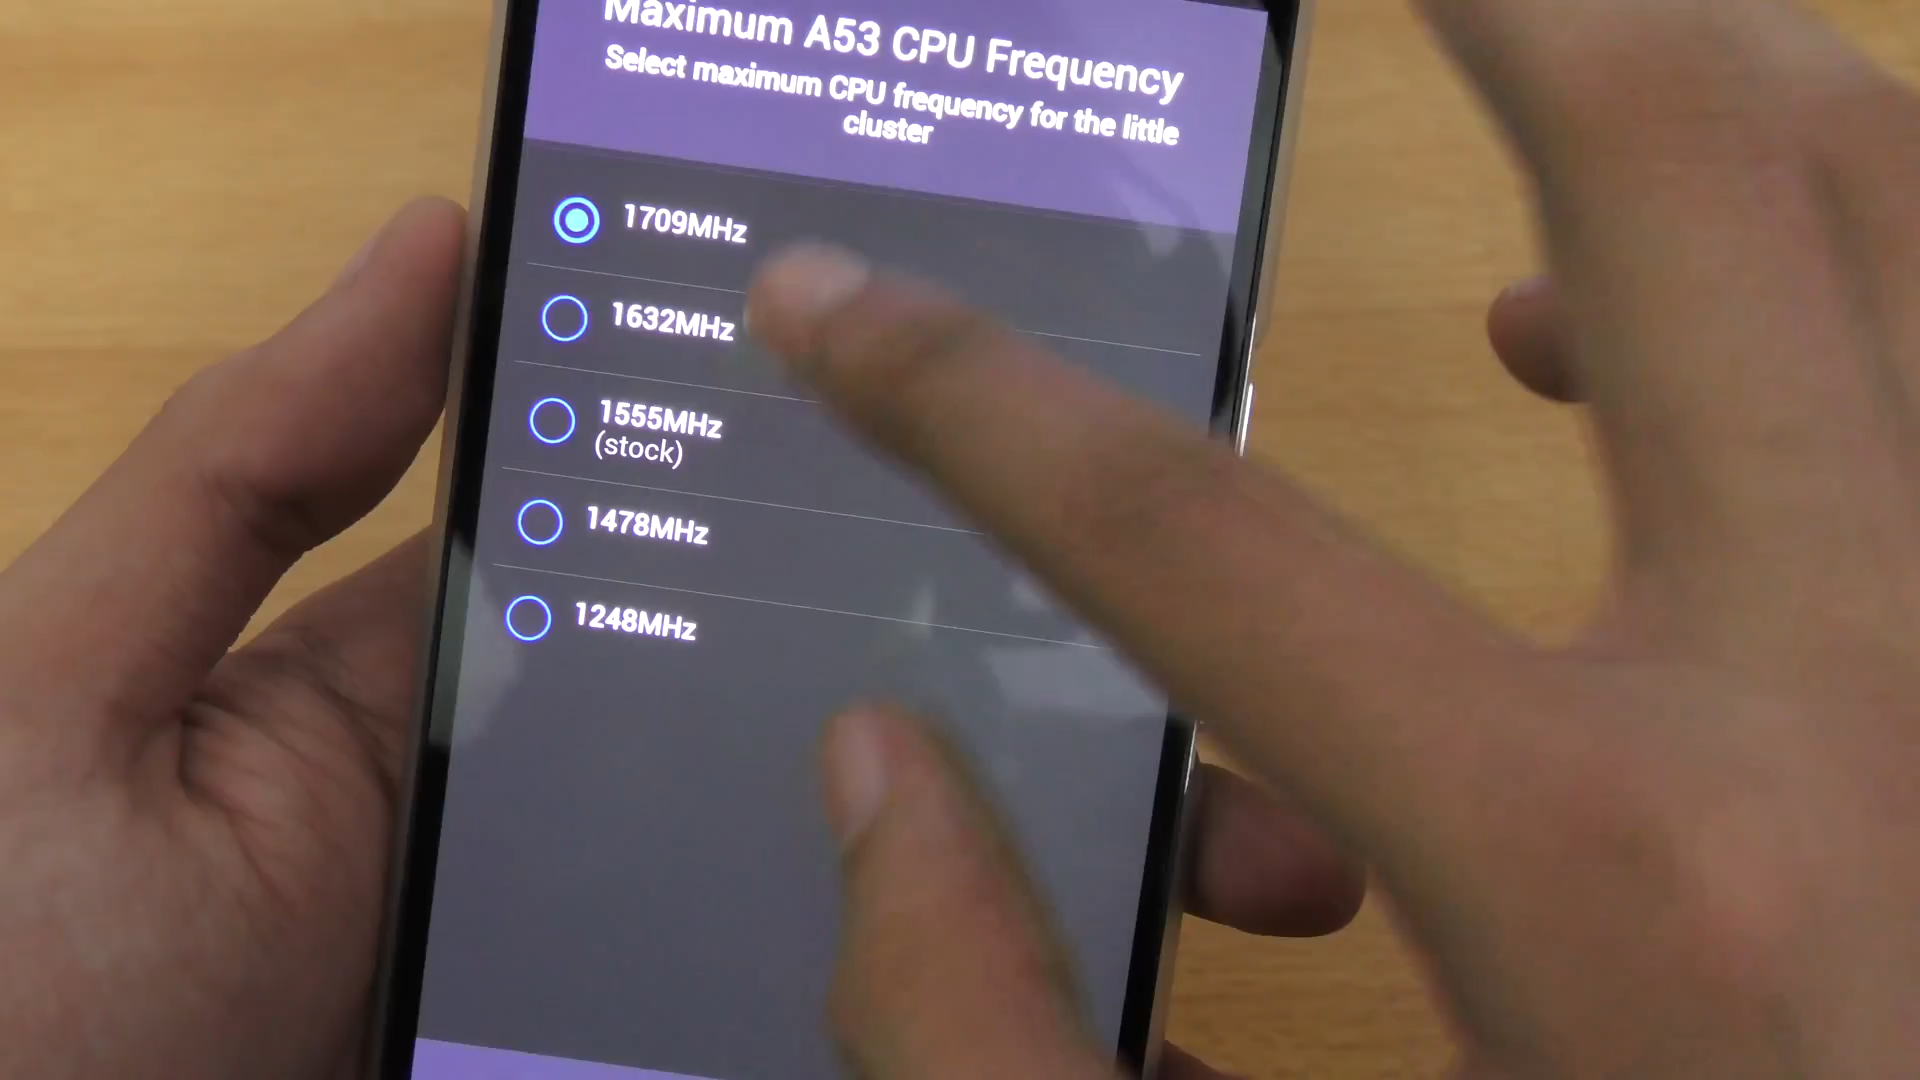 Maximum A53 CPU Frequency
Select maximum CPU frequency for the little
cluster
1709MHz
1632MHz
1555MHz
(stock)
1478MHz
1248MHz